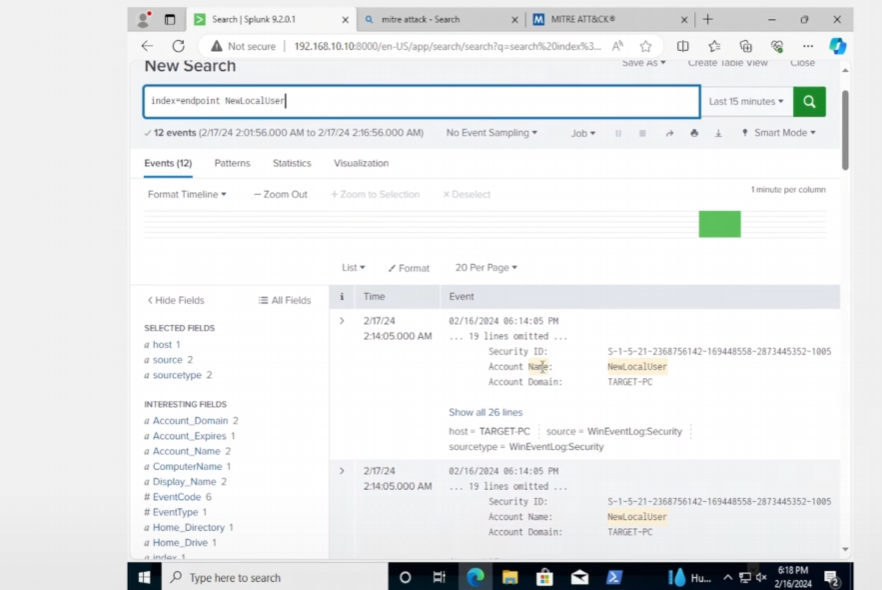 Search | Splunk 9.2.0.1
mitre attack - Search
MITRE ATT&CK®
Not secure
192.168.10.10:8000/en-US/app/search/search?q=search%20index%3...
New Search
Save As
Create Table View
Close
index=endpoint NewLocalUser
Last 15 minutes
✓ 12 events (2/17/24 2:01:56.000 AM to 2/17/24 2:16:56.000 AM)
No Event Sampling
Job
Smart Mode
Events (12)
Patterns
Statistics
Visualization
Format Timeline
— Zoom Out
+ Zoom to Selection
× Deselect
1 minute per column
List
Format
20 Per Page
< Hide Fields
All Fields
i
Time
Event
SELECTED FIELDS
a host 1
a source 2
a sourcetype 2
INTERESTING FIELDS
a Account_Domain 2
a Account_Expires 1
a Account_Name 2
a ComputerName 1
a Display_Name 2
# EventCode 6
# EventType 1
a Home_Directory 1
a Home_Drive 1
a index 1
> 2/17/24
2:14:05.000 AM
02/16/2024 06:14:05 PM
... 19 lines omitted ...
Security ID: S-1-5-21-2368756142-169448558-2873445352-1005
Account Name: NewLocalUser
Account Domain: TARGET-PC
Show all 26 lines
host = TARGET-PC
source = WinEventLog:Security
sourcetype = WinEventLog:Security
> 2/17/24
2:14:05.000 AM
02/16/2024 06:14:05 PM
... 19 lines omitted ...
Security ID: S-1-5-21-2368756142-169448558-2873445352-1005
Account Name: NewLocalUser
Account Domain: TARGET-PC
Type here to search
Hu...
6:18 PM
2/16/2024
2